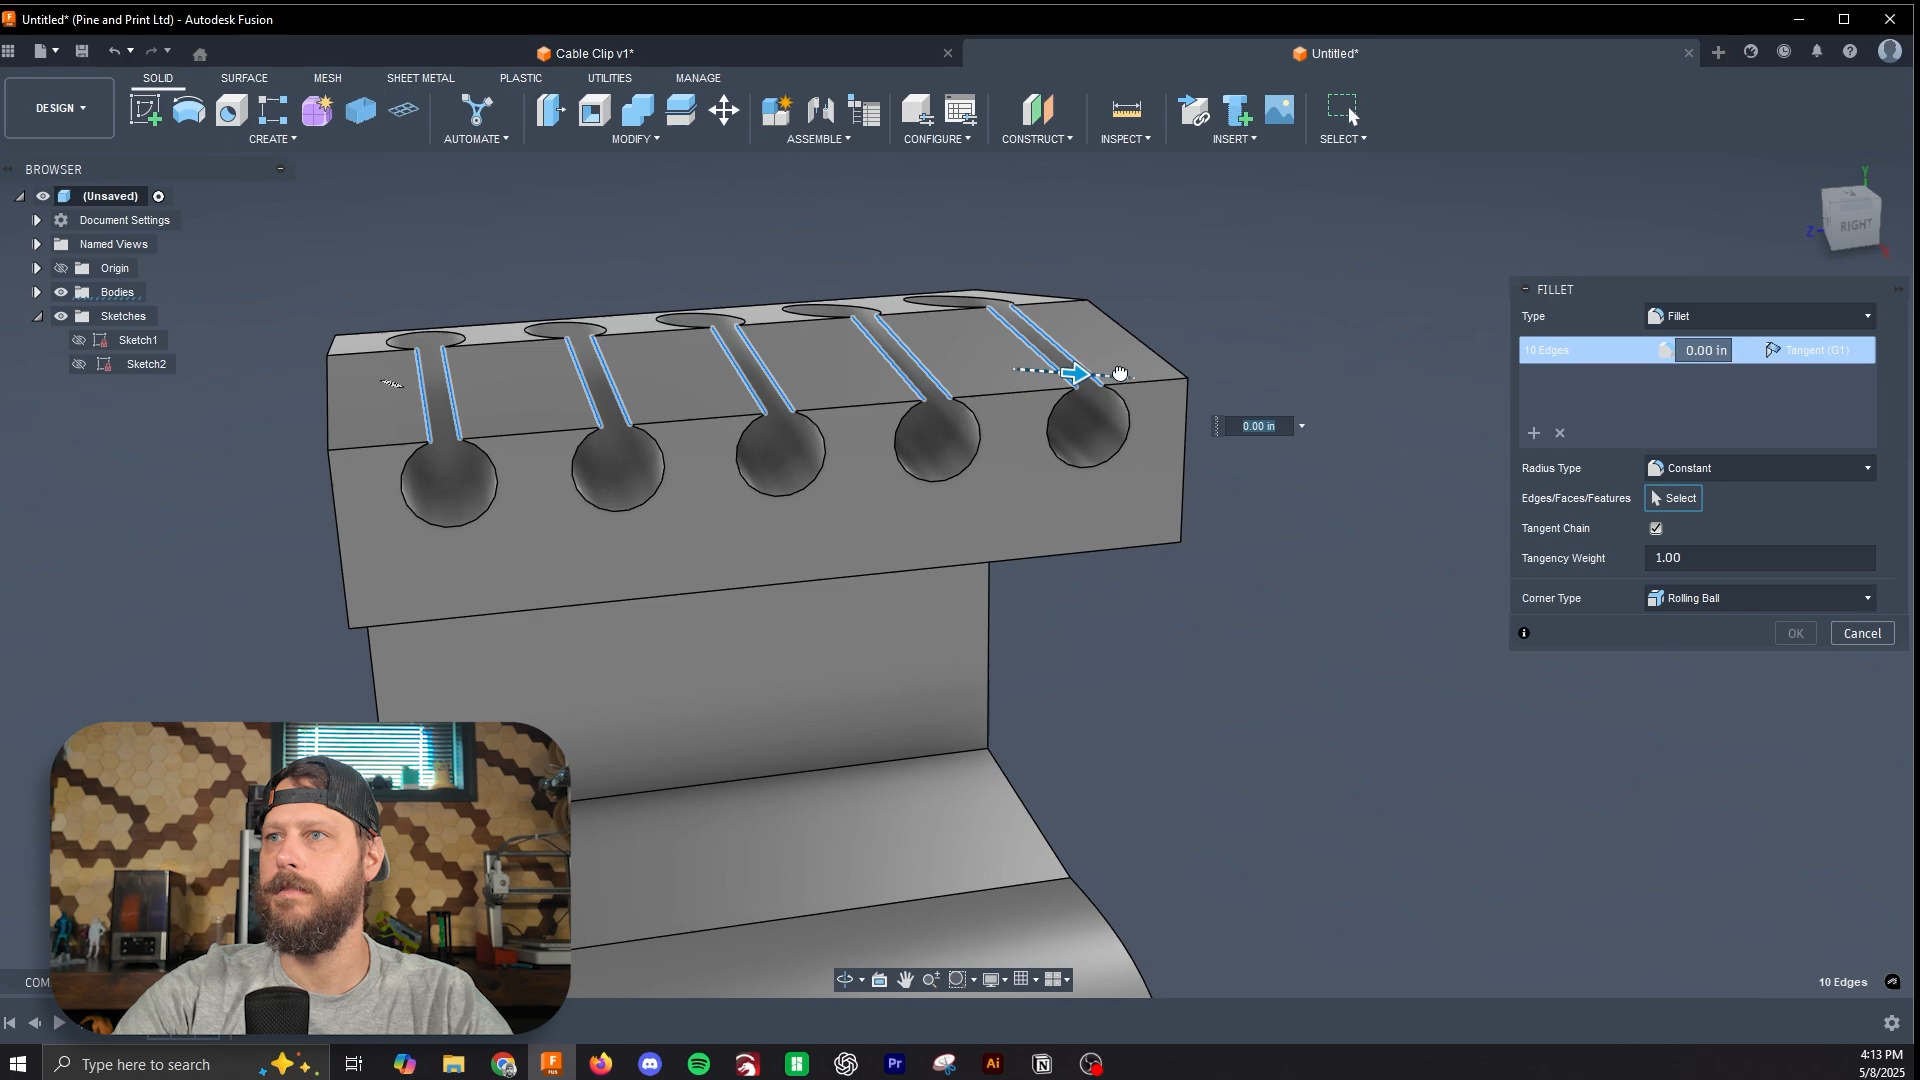 Untitled* (Pine and Print Ltd) - Autodesk Fusion
Cable Clip v1*
Untitled*
DESIGN
SOLID
SURFACE
MESH
SHEET METAL
PLASTIC
UTILITIES
MANAGE
CREATE
AUTOMATE
MODIFY
ASSEMBLE
CONFIGURE
CONSTRUCT
INSPECT
INSERT
SELECT
BROWSER
(Unsaved)
Document Settings
Named Views
Origin
Bodies
Sketches
Sketch1
Sketch2
Y
RIGHT
Z
X
FILLET
Type
Fillet
10 Edges
0.00 in
Tangent (G1)
0.00 in
Radius Type
Constant
Edges/Faces/Features
Select
Tangent Chain
Tangency Weight
1.00
Corner Type
Rolling Ball
OK
Cancel
COM
10 Edges
Type here to search
FUS
Pr
Ai
4:13 PM
5/8/2025